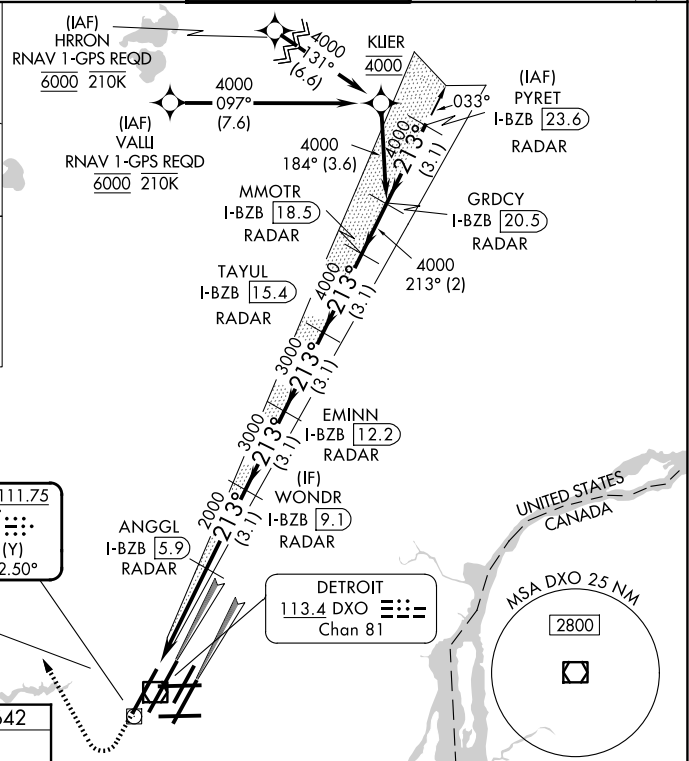 (IAF)
HRRON
RNAV 1-GPS REQD
6000 210K
4000
131°
(6.6)
KLIER
4000
(IAF)
VALLI
RNAV 1-GPS REQD
6000 210K
4000
097°
(7.6)
033°
(IAF)
PYRET
I-BZB 23.6
RADAR
4000
184° (3.6)
4000
213°
(3.1)
MMOTR
I-BZB 18.5
RADAR
GRDCY
I-BZB 20.5
RADAR
4000
213° (2)
TAYUL
I-BZB 15.4
RADAR
4000
213°
(3.1)
3000
213°
(3.1)
EMINN
I-BZB 12.2
RADAR
3000
213°
(3.1)
(IF)
WONDR
I-BZB 9.1
RADAR
2000
213°
(3.1)
ANGGL
I-BZB 5.9
RADAR
111.75
(Y)
2.50°
DETROIT
113.4 DXO
Chan 81
UNITED STATES
CANADA
MSA DXO 25 NM
2800
642